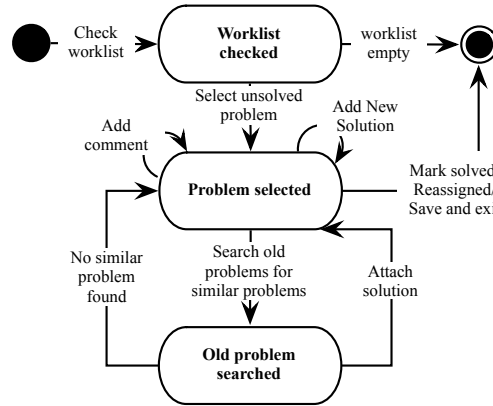 Check
worklist
Worklist
checked
worklist
empty
Select unsolved
problem
Add
comment
Add New
Solution
Problem selected
Mark solved
Reassigned/
Save and exi
No similar
problem
found
Search old
problems for
similar problems
Attach
solution
Old problem
searched